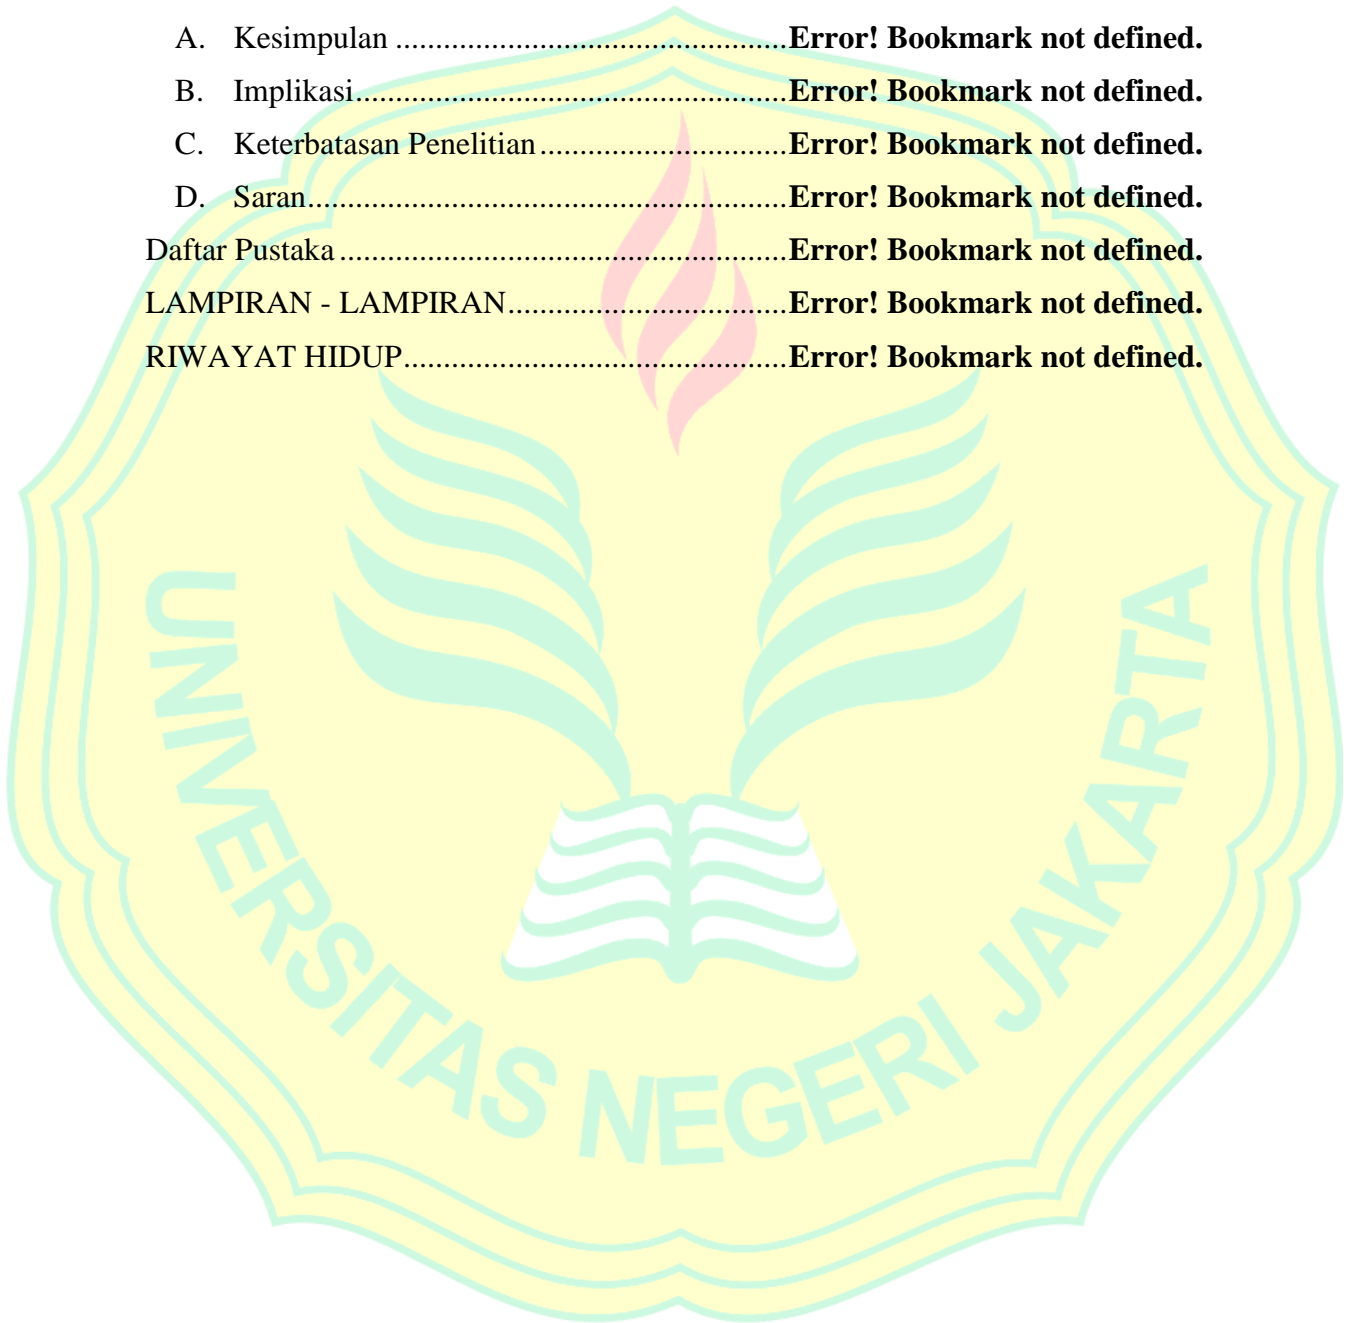 A. Kesimpulan ................................................Error! Bookmark not defined.
B. Implikasi.....................................................Error! Bookmark not defined.
C. Keterbatasan Penelitian ..............................Error! Bookmark not defined.
D. Saran...........................................................Error! Bookmark not defined.
Daftar Pustaka .......................................................Error! Bookmark not defined.
LAMPIRAN - LAMPIRAN..................................Error! Bookmark not defined.
RIWAYAT HIDUP...............................................Error! Bookmark not defined.
UNIVERSITAS NEGERI JAKARTA